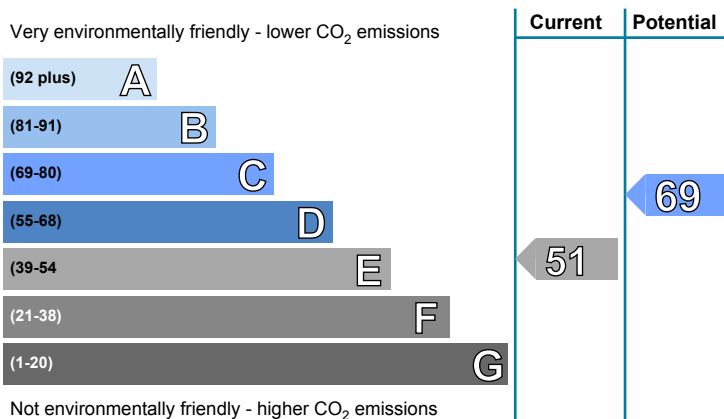 Current Potential
Very environmentally friendly - lower CO2 emissions
(92 plus) A
(81-91) B
(69-80) C
69
(55-68) D
(39-54 E
51
(21-38) F
(1-20) G
Not environmentally friendly - higher CO2 emissions